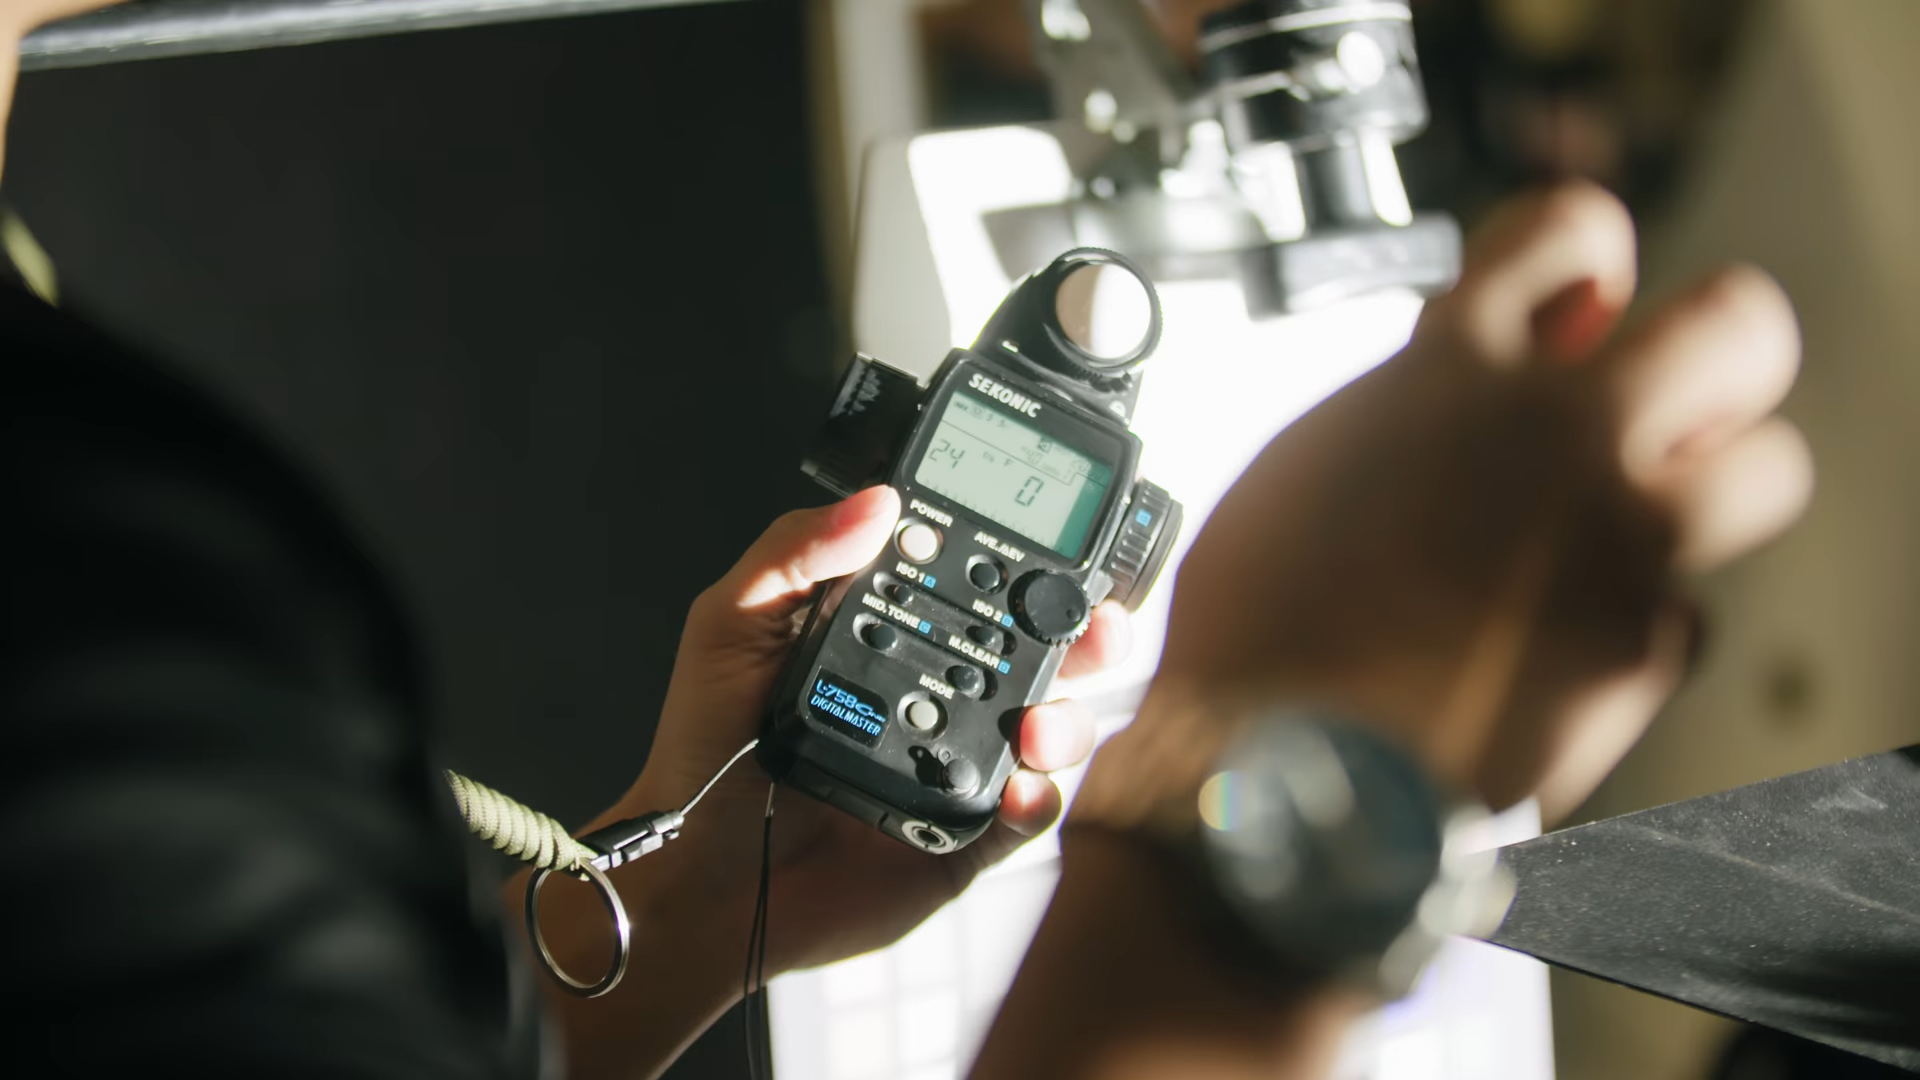 SEKONIC
24 F
0
POWER
AVE./ΔEV
ISO 1
ISO 2
MID. TONE
M.CLEAR
MODE
L-758Cine
DIGITALMASTER